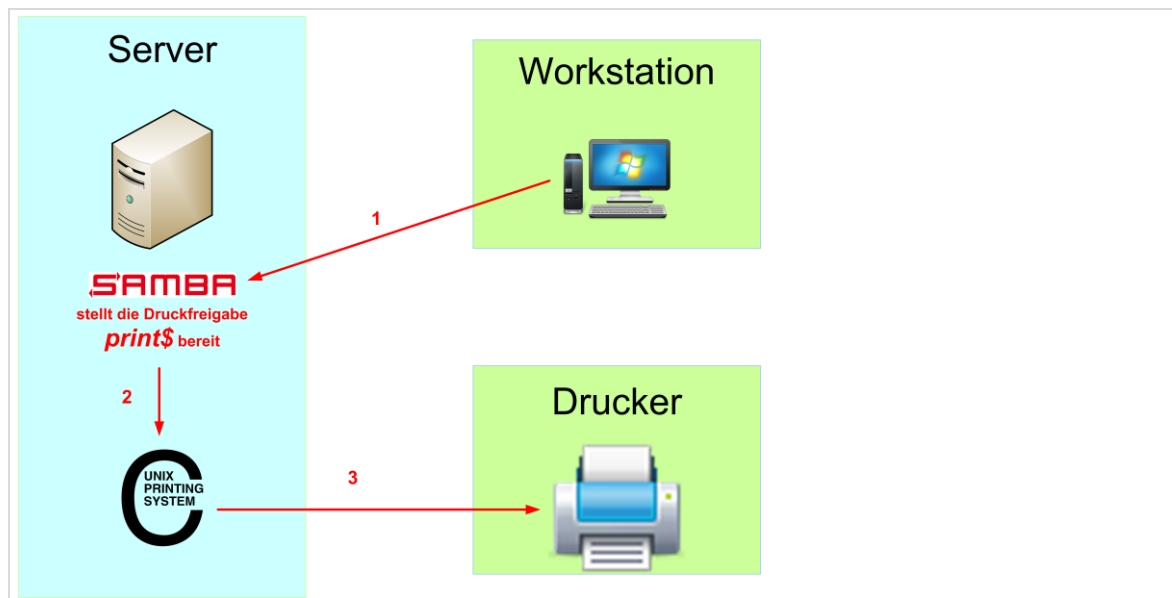 Server
Workstation
1
SAMBA
stellt die Druckfreigabe
print$ bereit
2
Drucker
UNIX
PRINTING
SYSTEM
C
3